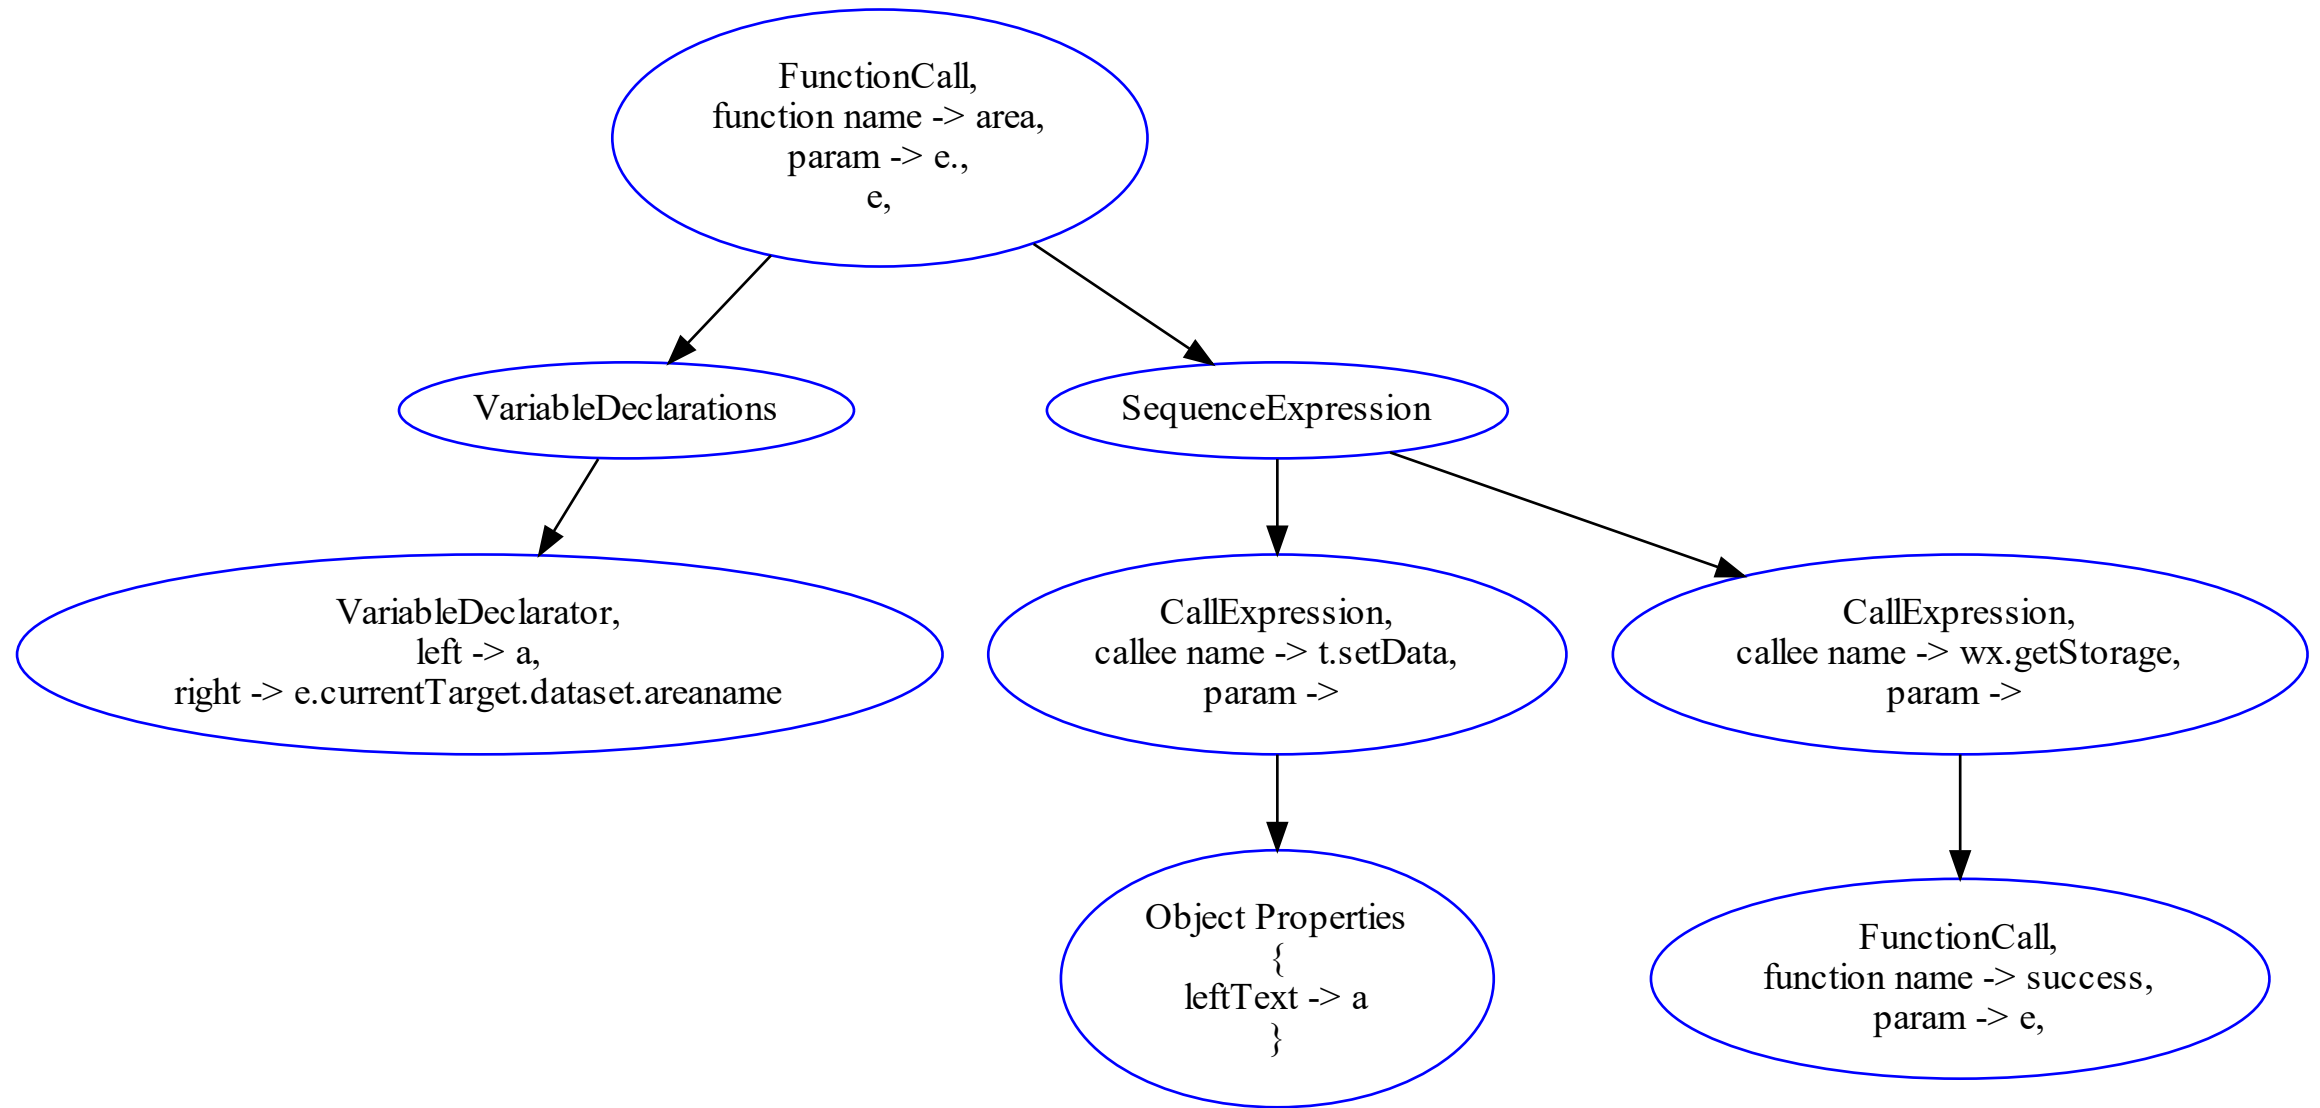 FunctionCall,
function name -> area,
param -> e.,
e,
VariableDeclarations
SequenceExpression
VariableDeclarator,
left -> a,
right -> e.currentTarget.dataset.areaname
CallExpression,
callee name -> t.setData,
param ->
CallExpression,
callee name -> wx.getStorage,
param ->
Object Properties
{
leftText -> a
}
FunctionCall,
function name -> success,
param -> e,